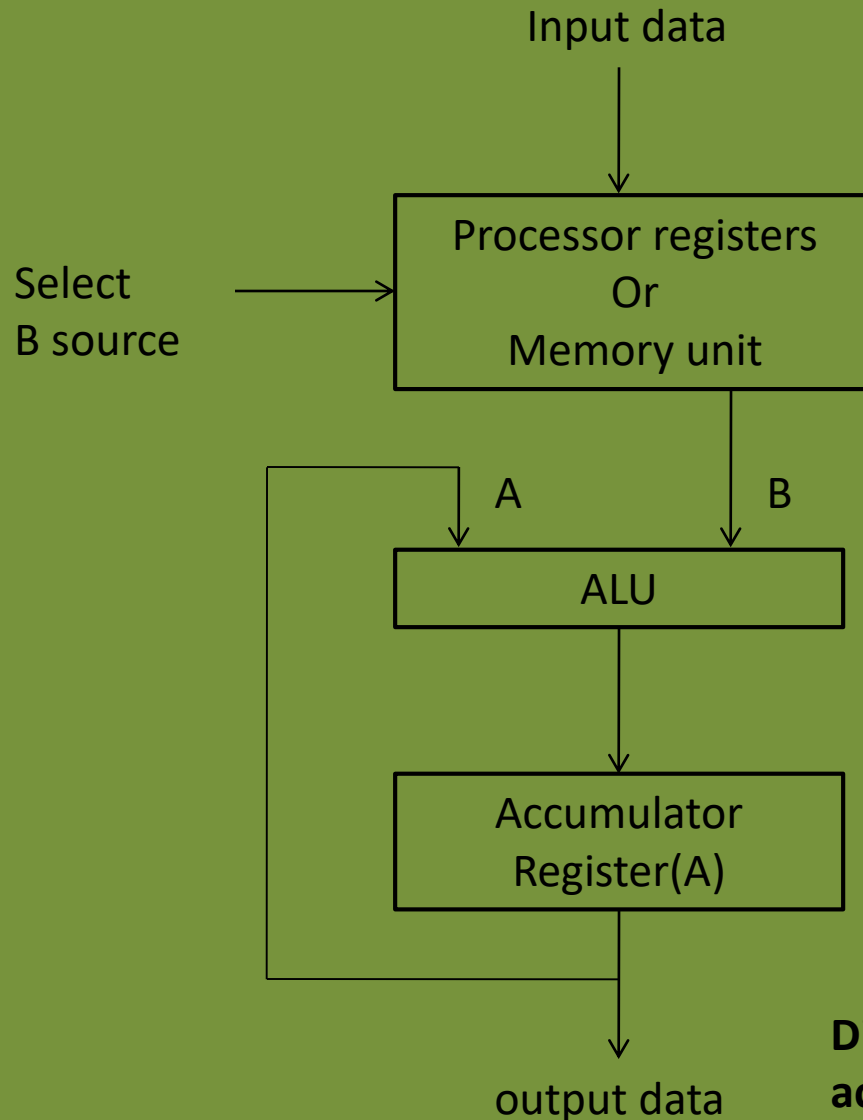 Input data
Processor registers
Or
Memory unit
Select
B source
A
B
ALU
Accumulator
Register(A)
output data